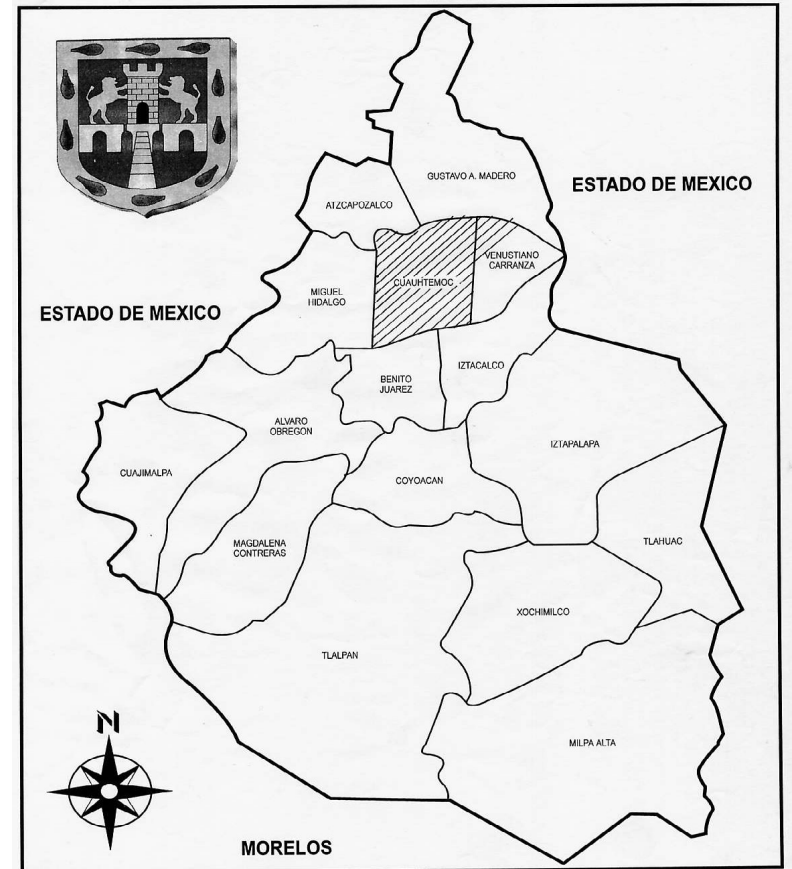 GUSTAVO A. MADERO
ESTADO DE MEXICO
ATZCAPOZALCO
VENUSTIANO
CARRANZA
CUAUHTEMOC
MIGUEL
HIDALGO
ESTADO DE MEXICO
IZTACALCO
BENITO
JUAREZ
ALVARO
OBREGON
IZTAPALAPA
CUAJIMALPA
COYOACAN
MAGDALENA
CONTRERAS
TLAHUAC
XOCHIMILCO
TLALPAN
N
MILPA ALTA
MORELOS